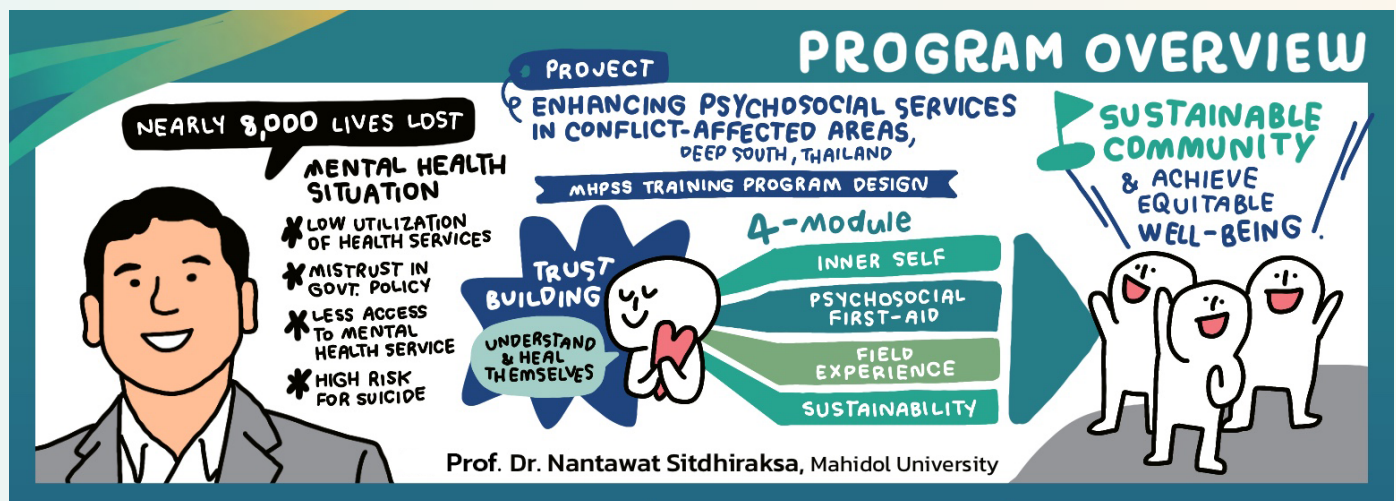 PROGRAM OVERVIEW
NEARLY 8,000 LIVES LOST
MENTAL HEALTH
SITUATION
* LOW UTILIZATION
OF HEALTH SERVICES
* MISTRUST IN
GOVT. POLICY
* LESS ACCESS
TO MENTAL
HEALTH SERVICE
* HIGH RISK
FOR SUICIDE
PROJECT
ENHANCING PSYCHOSOCIAL SERVICES
IN CONFLICT-AFFECTED AREAS,
DEEP SOUTH, THAILAND
MHPSS TRAINING PROGRAM DESIGN
TRUST
BUILDING
UNDERSTAND
& HEAL
THEMSELVES
4-module
INNER SELF
PSYCHOSOCIAL
FIRST-AID
FIELD
EXPERIENCE
SUSTAINABILITY
SUSTAINABLE
COMMUNITY
& ACHIEVE
EQUITABLE
WELL-BEING.
Prof. Dr. Nantawat Sitdhiraksa, Mahidol University